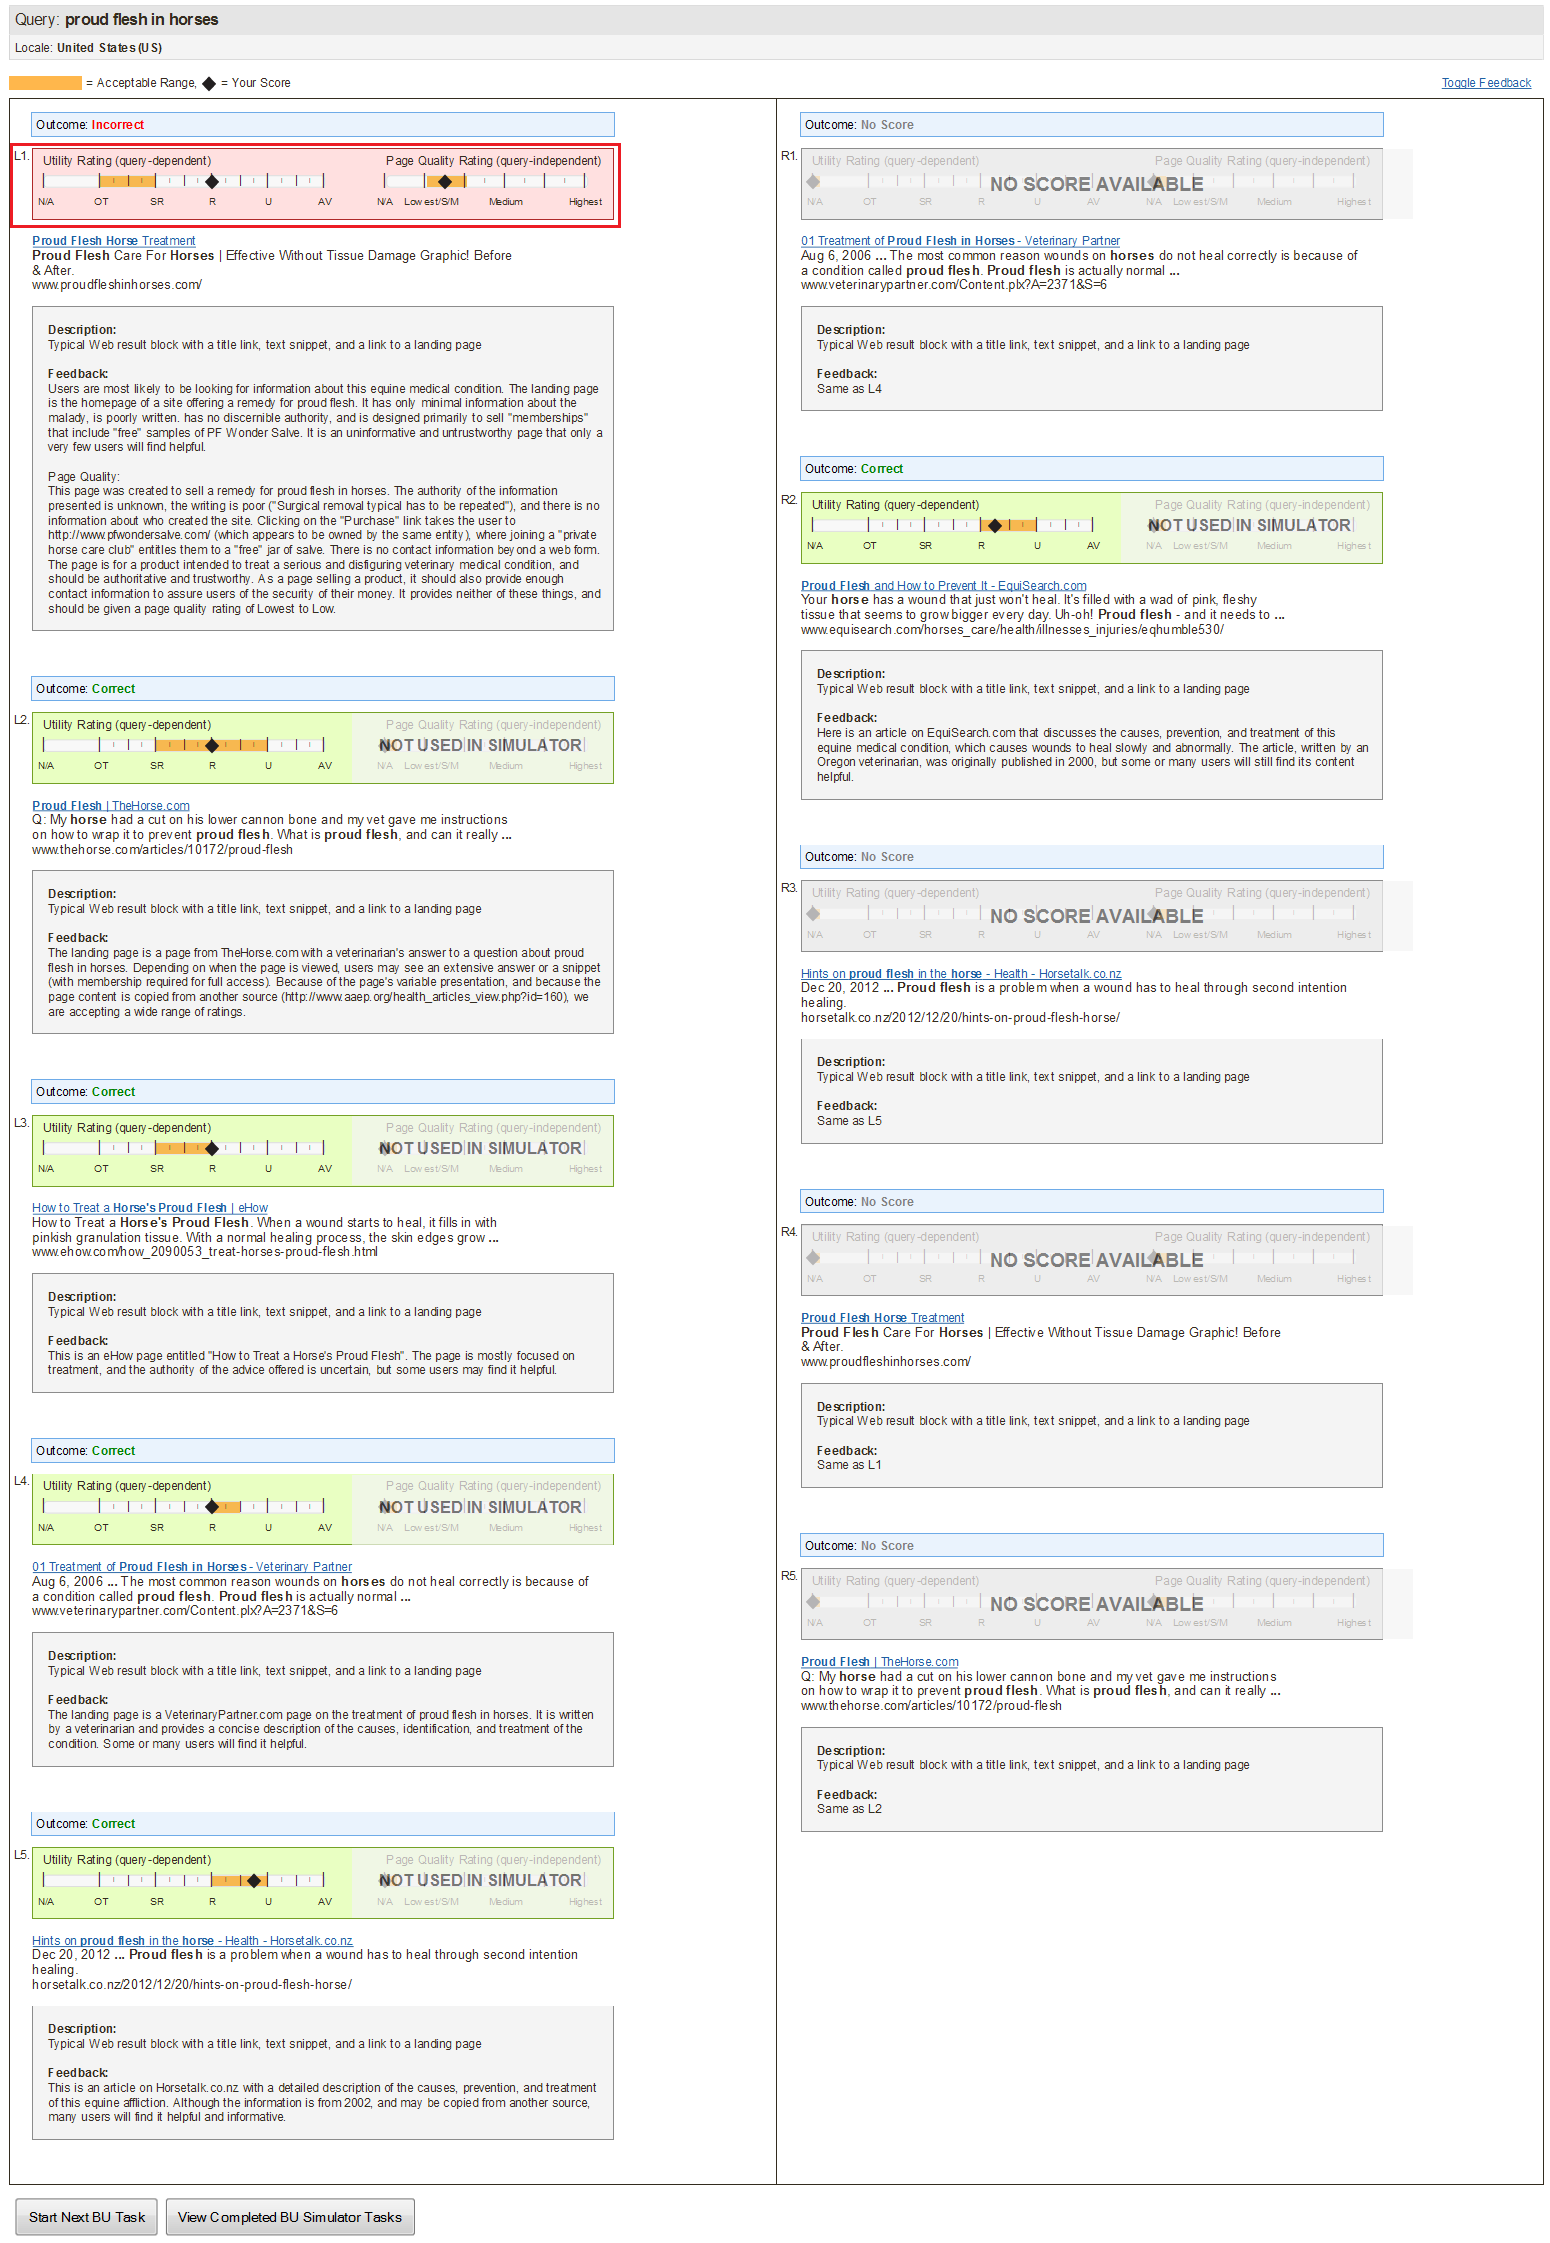 Query: proud flesh in horses
Locale: United States (US)
= Acceptable Range, = Your Score
Toggle Feedback
Outcome: Incorrect
L1.
Utility Rating (query-dependent) Page Quality Rating (query-independent)
N/A OT SR R U AV N/A Lowest/S/M Medium Highest
Proud Flesh Horse Treatment
Proud Flesh Care For Horses | Effective Without Tissue Damage Graphic! Before
& After.
www.proudfleshinhorses.com/
Description:
Typical Web result block with a title link, text snippet, and a link to a landing page
Feedback:
Users are most likely to be looking for information about this equine medical condition. The landing page
is the homepage of a site offering a remedy for proud flesh. It has only minimal information about the
malady, is poorly written. has no discernible authority, and is designed primarily to sell "memberships"
that include "free" samples of PF Wonder Salve. It is an uninformative and untrustworthy page that only a
very few users will find helpful.
Page Quality:
This page was created to sell a remedy for proud flesh in horses. The authority of the information
presented is unknown, the writing is poor ("Surgical removal typical has to be repeated"), and there is no
information about who created the site. Clicking on the "Purchase" link takes the user to
http://www.pfwondersalve.com/ (which appears to be owned by the same entity), where joining a "private
horse care club" entitles them to a "free" jar of salve. There is no contact information beyond a web form.
The page is for a product intended to treat a serious and disfiguring veterinary medical condition, and
should be authoritative and trustworthy. As a page selling a product, it should also provide enough
contact information to assure users of the security of their money. It provides neither of these things, and
should be given a page quality rating of Lowest to Low.
Outcome: Correct
L2.
Utility Rating (query-dependent) Page Quality Rating (query-independent)
NOT USED IN SIMULATOR
N/A OT SR R U AV N/A Lowest/S/M Medium Highest
Proud Flesh | TheHorse.com
Q: My horse had a cut on his lower cannon bone and my vet gave me instructions
on how to wrap it to prevent proud flesh. What is proud flesh, and can it really ...
www.thehorse.com/articles/10172/proud-flesh
Description:
Typical Web result block with a title link, text snippet, and a link to a landing page
Feedback:
The landing page is a page from TheHorse.com with a veterinarian's answer to a question about proud
flesh in horses. Depending on when the page is viewed, users may see an extensive answer or a snippet
(with membership required for full access). Because of the page's variable presentation, and because the
page content is copied from another source (http://www.aaep.org/health_articles_view.php?id=160), we
are accepting a wide range of ratings.
Outcome: Correct
L3.
Utility Rating (query-dependent) Page Quality Rating (query-independent)
NOT USED IN SIMULATOR
N/A OT SR R U AV N/A Lowest/S/M Medium Highest
How to Treat a Horse's Proud Flesh | eHow
How to Treat a Horse's Proud Flesh. When a wound starts to heal, it fills in with
pinkish granulation tissue. With a normal healing process, the skin edges grow ...
www.ehow.com/how_2090053_treat-horses-proud-flesh.html
Description:
Typical Web result block with a title link, text snippet, and a link to a landing page
Feedback:
This is an eHow page entitled "How to Treat a Horse's Proud Flesh". The page is mostly focused on
treatment, and the authority of the advice offered is uncertain, but some users may find it helpful.
Outcome: Correct
L4.
Utility Rating (query-dependent) Page Quality Rating (query-independent)
NOT USED IN SIMULATOR
N/A OT SR R U AV N/A Lowest/S/M Medium Highest
01 Treatment of Proud Flesh in Horses - Veterinary Partner
Aug 6, 2006 ... The most common reason wounds on horses do not heal correctly is because of
a condition called proud flesh. Proud flesh is actually normal ...
www.veterinarypartner.com/Content.plx?A=2371&S=6
Description:
Typical Web result block with a title link, text snippet, and a link to a landing page
Feedback:
The landing page is a VeterinaryPartner.com page on the treatment of proud flesh in horses. It is written
by a veterinarian and provides a concise description of the causes, identification, and treatment of the
condition. Some or many users will find it helpful.
Outcome: Correct
L5.
Utility Rating (query-dependent) Page Quality Rating (query-independent)
NOT USED IN SIMULATOR
N/A OT SR R U AV N/A Lowest/S/M Medium Highest
Hints on proud flesh in the horse - Health - Horsetalk.co.nz
Dec 20, 2012 ... Proud flesh is a problem when a wound has to heal through second intention
healing.
horsetalk.co.nz/2012/12/20/hints-on-proud-flesh-horse/
Description:
Typical Web result block with a title link, text snippet, and a link to a landing page
Feedback:
This is an article on Horsetalk.co.nz with a detailed description of the causes, prevention, and treatment
of this equine affliction. Although the information is from 2002, and may be copied from another source,
many users will find it helpful and informative.
Outcome: No Score
R1.
Utility Rating (query-dependent) Page Quality Rating (query-independent)
NO SCORE AVAILABLE
N/A OT SR R U AV N/A Lowest/S/M Medium Highest
01 Treatment of Proud Flesh in Horses - Veterinary Partner
Aug 6, 2006 ... The most common reason wounds on horses do not heal correctly is because of
a condition called proud flesh. Proud flesh is actually normal ...
www.veterinarypartner.com/Content.plx?A=2371&S=6
Description:
Typical Web result block with a title link, text snippet, and a link to a landing page
Feedback:
Same as L4
Outcome: Correct
R2.
Utility Rating (query-dependent) Page Quality Rating (query-independent)
NOT USED IN SIMULATOR
N/A OT SR R U AV N/A Lowest/S/M Medium Highest
Proud Flesh and How to Prevent It - EquiSearch.com
Your horse has a wound that just won't heal. It's filled with a wad of pink, fleshy
tissue that seems to grow bigger every day. Uh-oh! Proud flesh - and it needs to ...
www.equisearch.com/horses_care/health/illnesses_injuries/eqhumble530/
Description:
Typical Web result block with a title link, text snippet, and a link to a landing page
Feedback:
Here is an article on EquiSearch.com that discusses the causes, prevention, and treatment of this
equine medical condition, which causes wounds to heal slowly and abnormally. The article, written by an
Oregon veterinarian, was originally published in 2000, but some or many users will still find its content
helpful.
Outcome: No Score
R3.
Utility Rating (query-dependent) Page Quality Rating (query-independent)
NO SCORE AVAILABLE
N/A OT SR R U AV N/A Lowest/S/M Medium Highest
Hints on proud flesh in the horse - Health - Horsetalk.co.nz
Dec 20, 2012 ... Proud flesh is a problem when a wound has to heal through second intention
healing.
horsetalk.co.nz/2012/12/20/hints-on-proud-flesh-horse/
Description:
Typical Web result block with a title link, text snippet, and a link to a landing page
Feedback:
Same as L5
Outcome: No Score
R4.
Utility Rating (query-dependent) Page Quality Rating (query-independent)
NO SCORE AVAILABLE
N/A OT SR R U AV N/A Lowest/S/M Medium Highest
Proud Flesh Horse Treatment
Proud Flesh Care For Horses | Effective Without Tissue Damage Graphic! Before
& After.
www.proudfleshinhorses.com/
Description:
Typical Web result block with a title link, text snippet, and a link to a landing page
Feedback:
Same as L1
Outcome: No Score
R5.
Utility Rating (query-dependent) Page Quality Rating (query-independent)
NO SCORE AVAILABLE
N/A OT SR R U AV N/A Lowest/S/M Medium Highest
Proud Flesh | TheHorse.com
Q: My horse had a cut on his lower cannon bone and my vet gave me instructions
on how to wrap it to prevent proud flesh. What is proud flesh, and can it really ...
www.thehorse.com/articles/10172/proud-flesh
Description:
Typical Web result block with a title link, text snippet, and a link to a landing page
Feedback:
Same as L2
Start Next BU Task
View Completed BU Simulator Tasks